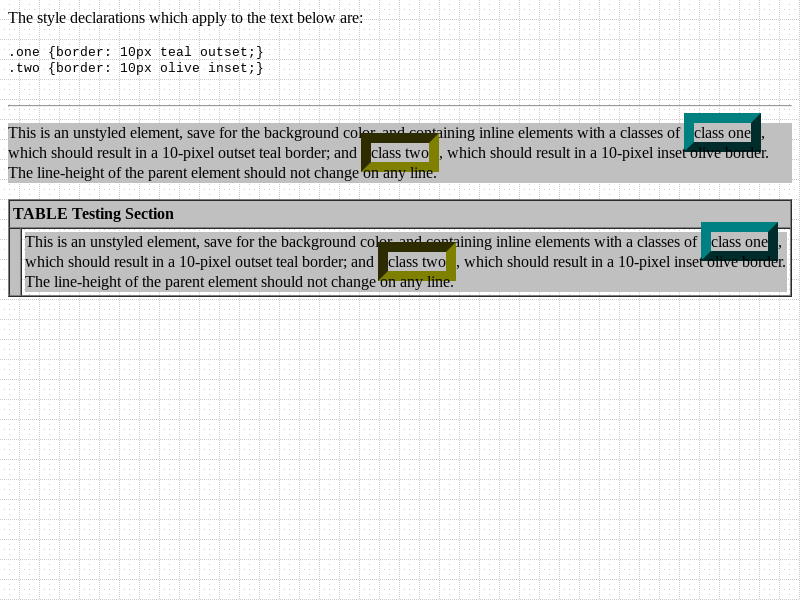 The style declarations which apply to the text below are:
.one {border: 10px teal outset;}
.two {border: 10px olive inset;}
This is an unstyled element, save for the background color, and containing inline elements with a classes of class one,
which should result in a 10-pixel outset teal border; and class two, which should result in a 10-pixel inset olive border.
The line-height of the parent element should not change on any line.
TABLE Testing Section
This is an unstyled element, save for the background color, and containing inline elements with a classes of class one,
which should result in a 10-pixel outset teal border; and class two, which should result in a 10-pixel inset olive border.
The line-height of the parent element should not change on any line.